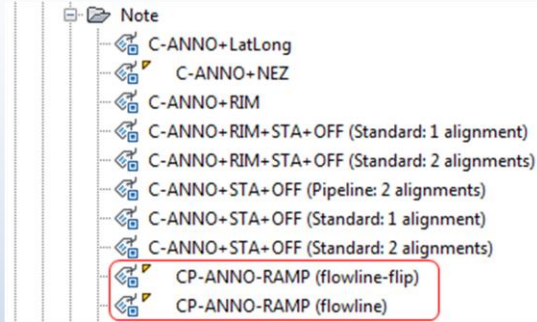 Note
C-ANNO+LatLong
C-ANNO+NEZ
C-ANNO+RIM
C-ANNO+RIM+STA+OFF (Standard: 1 alignment)
C-ANNO+RIM+STA+OFF (Standard: 2 alignments)
C-ANNO+STA+OFF (Pipeline: 2 alignments)
C-ANNO+STA+OFF (Standard: 1 alignment)
C-ANNO+STA+OFF (Standard: 2 alignments)
CP-ANNO-RAMP (flowline-flip)
CP-ANNO-RAMP (flowline)